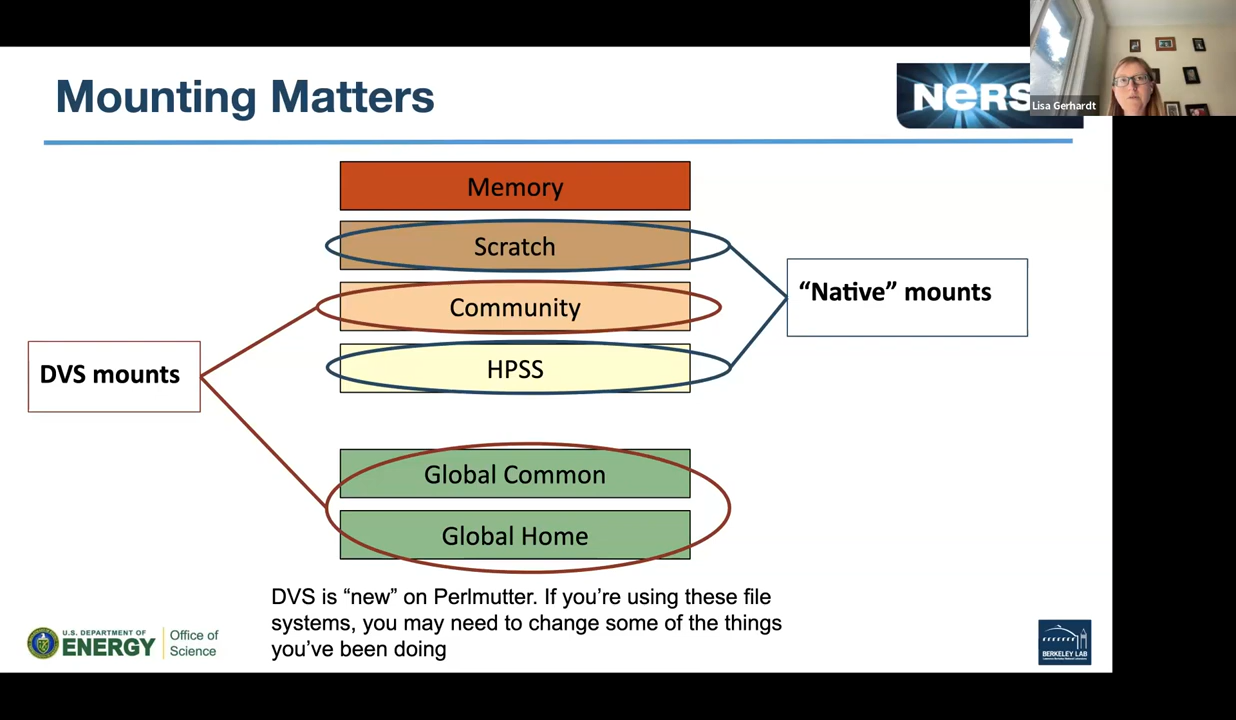 Mounting Matters
NERS
Lisa Gerhardt
Memory
Scratch
Community
HPSS
Global Common
Global Home
"Native" mounts
DVS mounts
DVS is "new" on Perlmutter. If you're using these file
systems, you may need to change some of the things
you've been doing
U.S. DEPARTMENT OF
ENERGY
Office of
Science
BERKELEY LAB